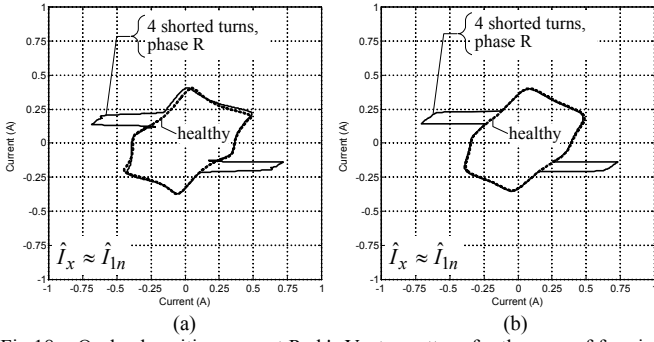 1
4 shorted turns,
phase R
0.75
0.5
0.25
0
-0.25
-0.5
-0.75
-1
Current (A)
healthy
Î_x ≈ Î_1n
-1 -0.75 -0.5 -0.25 0 0.25 0.5 0.75 1
Current (A)
(a)
1
4 shorted turns,
phase R
0.75
0.5
0.25
0
-0.25
-0.5
-0.75
-1
Current (A)
healthy
Î_x ≈ Î_1n
-1 -0.75 -0.5 -0.25 0 0.25 0.5 0.75 1
Current (A)
(b)